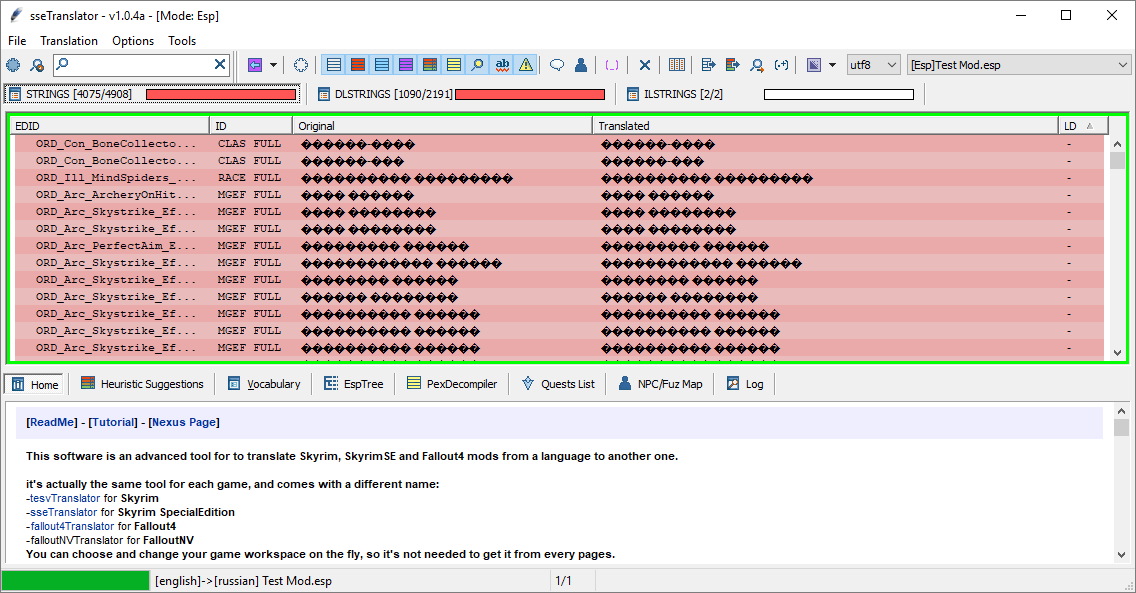 sseTranslator - v1.0.4a - [Mode: Esp]
File Translation Options Tools
ab utf8 [Esp]Test Mod.esp
STRINGS [4075/4908] DLSTRINGS [1090/2191] ILSTRINGS [2/2]
EDID ID Original Translated LD
ORD_Con_BoneCollecto... CLAS FULL ������-���� ������-���� -
ORD_Con_BoneCollecto... CLAS FULL ������-��� ������-��� -
ORD_Ill_MindSpiders_... RACE FULL ���������� ��������� ���������� ��������� -
ORD_Arc_ArcheryOnHit... MGEF FULL ���� ������ ���� ������ -
ORD_Arc_Skystrike_Ef... MGEF FULL ���� �������� ���� �������� -
ORD_Arc_Skystrike_Ef... MGEF FULL ���� �������� ���� �������� -
ORD_Arc_PerfectAim_E... MGEF FULL ��������� ������ ��������� ������ -
ORD_Arc_Skystrike_Ef... MGEF FULL ������������ ������ ������������ ������ -
ORD_Arc_Skystrike_Ef... MGEF FULL �������� ������ �������� ������ -
ORD_Arc_Skystrike_Ef... MGEF FULL ������ �������� ������ �������� -
ORD_Arc_Skystrike_Ef... MGEF FULL ���������� ������ ���������� ������ -
ORD_Arc_Skystrike_Ef... MGEF FULL ���������� ������ ���������� ������ -
ORD_Arc_Skystrike_Ef... MGEF FULL ���������� ������ ���������� ������ -
Home Heuristic Suggestions Vocabulary EspTree PexDecompiler Quests List NPC/Fuz Map Log
[ReadMe] - [Tutorial] - [Nexus Page]
This software is an advanced tool for to translate Skyrim, SkyrimSE and Fallout4 mods from a language to another one.
it's actually the same tool for each game, and comes with a different name:
-tesvTranslator for Skyrim
-sseTranslator for Skyrim SpecialEdition
-fallout4Translator for Fallout4
-falloutNVTranslator for FalloutNV
You can choose and change your game workspace on the fly, so it's not needed to get it from every pages.
[english]->[russian] Test Mod.esp 1/1